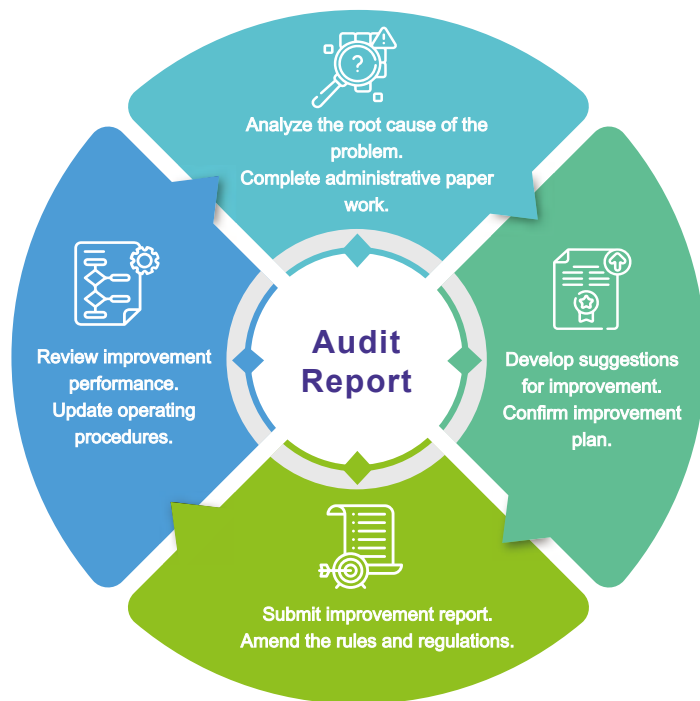 ?
Analyze the root cause of the
problem.
Complete administrative paper
work.
Review improvement
performance.
Update operating
procedures.
Audit
Report
Develop suggestions
for improvement.
Confirm improvement
plan.
Submit improvement report.
Amend the rules and regulations.